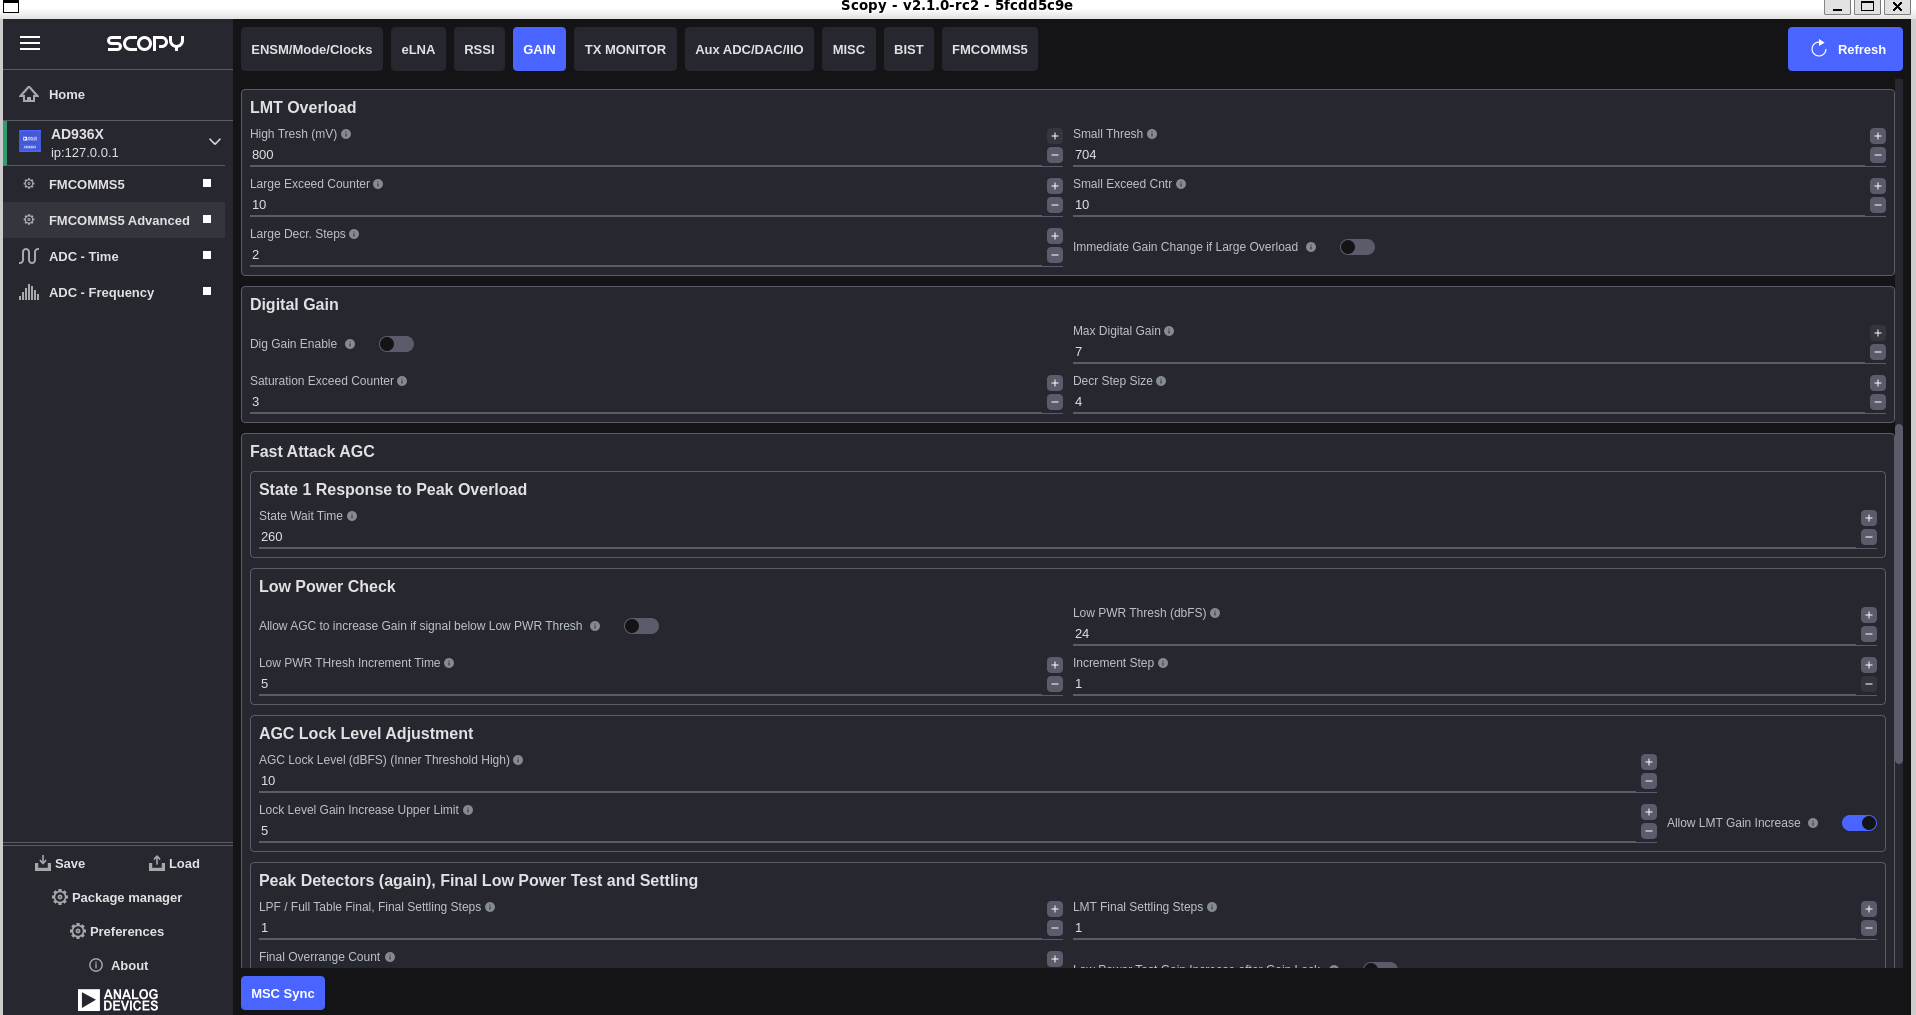 Scopy - v2.1.0-rc2 - 5fcdd5c9e
SCOPY
ENSM/Mode/Clocks
eLNA
RSSI
GAIN
TX MONITOR
Aux ADC/DAC/IIO
MISC
BIST
FMCOMMS5
Refresh
Home
AD936X
ip:127.0.0.1
FMCOMMS5
FMCOMMS5 Advanced
ADC - Time
ADC - Frequency
Save
Load
Package manager
Preferences
About
ANALOG
DEVICES
LMT Overload
High Tresh (mV)
800
Small Thresh
704
Large Exceed Counter
10
Small Exceed Cntr
10
Large Decr. Steps
2
Immediate Gain Change if Large Overload
Digital Gain
Dig Gain Enable
Max Digital Gain
7
Saturation Exceed Counter
3
Decr Step Size
4
Fast Attack AGC
State 1 Response to Peak Overload
State Wait Time
260
Low Power Check
Allow AGC to increase Gain if signal below Low PWR Thresh
Low PWR Thresh (dbFS)
24
Low PWR THresh Increment Time
5
Increment Step
1
AGC Lock Level Adjustment
AGC Lock Level (dBFS) (Inner Threshold High)
10
Lock Level Gain Increase Upper Limit
5
Allow LMT Gain Increase
Peak Detectors (again), Final Low Power Test and Settling
LPF / Full Table Final, Final Settling Steps
1
LMT Final Settling Steps
1
Final Overrange Count
Low Power Test Gain Increase after Gain Lock
MSC Sync